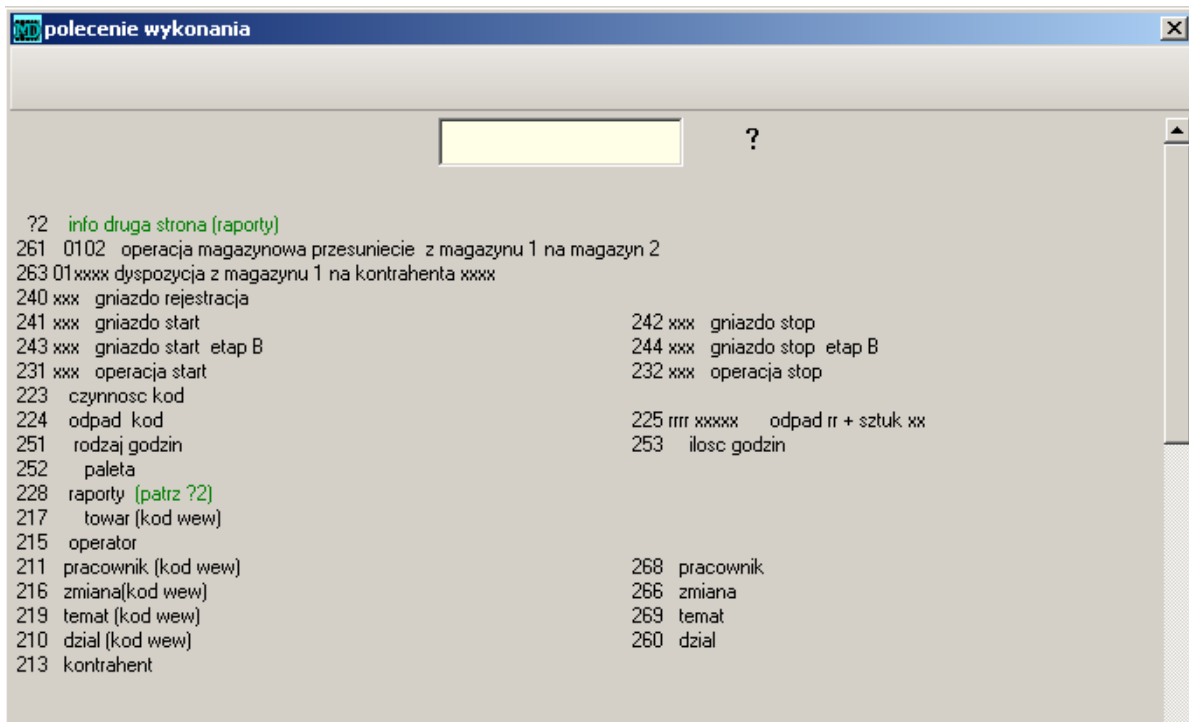 MD polecenie wykonania
?
?2 info druga strona (raporty)
261 0102 operacja magazynowa przesuniecie z magazynu 1 na magazyn 2
263 01xxxx dyspozycja z magazynu 1 na kontrahenta xxxx
240 xxx gniazdo rejestracja
241 xxx gniazdo start 242 xxx gniazdo stop
243 xxx gniazdo start etap B 244 xxx gniazdo stop etap B
231 xxx operacja start 232 xxx operacja stop
223 czynnosc kod
224 odpad kod 225 rrrr xxxxx odpad rr + sztuk xx
251 rodzaj godzin 253 ilosc godzin
252 paleta
228 raporty (patrz ?2)
217 towar (kod wew)
215 operator
211 pracownik (kod wew) 268 pracownik
216 zmiana(kod wew) 266 zmiana
219 temat (kod wew) 269 temat
210 dzial (kod wew) 260 dzial
213 kontrahent